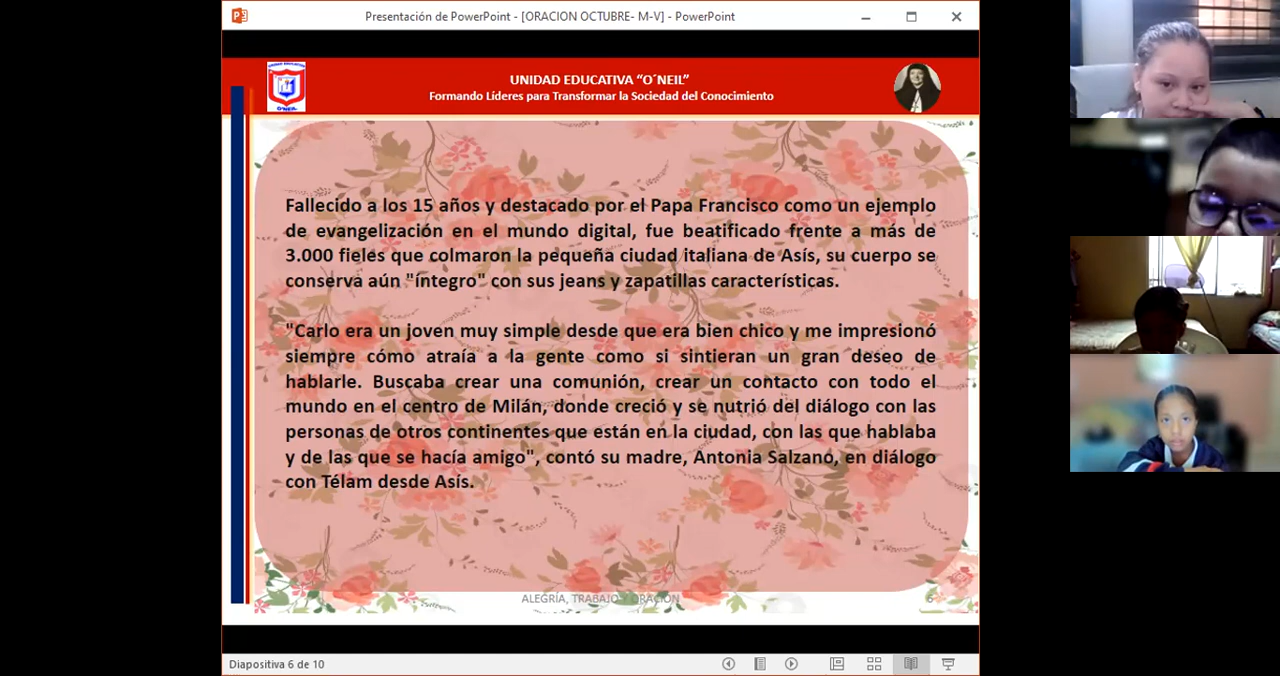 Presentación de PowerPoint - [ORACION OCTUBRE- M-V] - PowerPoint
UNIDAD EDUCATIVA "O´NEIL"
Formando Líderes para Transformar la Sociedad del Conocimiento
UNIDAD EDUCATIVA
O'NEIL
Fallecido a los 15 años y destacado por el Papa Francisco como un ejemplo
de evangelización en el mundo digital, fue beatificado frente a más de
3.000 fieles que colmaron la pequeña ciudad italiana de Asís, su cuerpo se
conserva aún "íntegro" con sus jeans y zapatillas características.
"Carlo era un joven muy simple desde que era bien chico y me impresionó
siempre cómo atraía a la gente como si sintieran un gran deseo de
hablarle. Buscaba crear una comunión, crear un contacto con todo el
mundo en el centro de Milán, donde creció y se nutrió del diálogo con las
personas de otros continentes que están en la ciudad, con las que hablaba
y de las que se hacía amigo", contó su madre, Antonia Salzano, en diálogo
con Télam desde Asís.
ALEGRÍA, TRABAJO Y ORACIÓN
6
Diapositiva 6 de 10